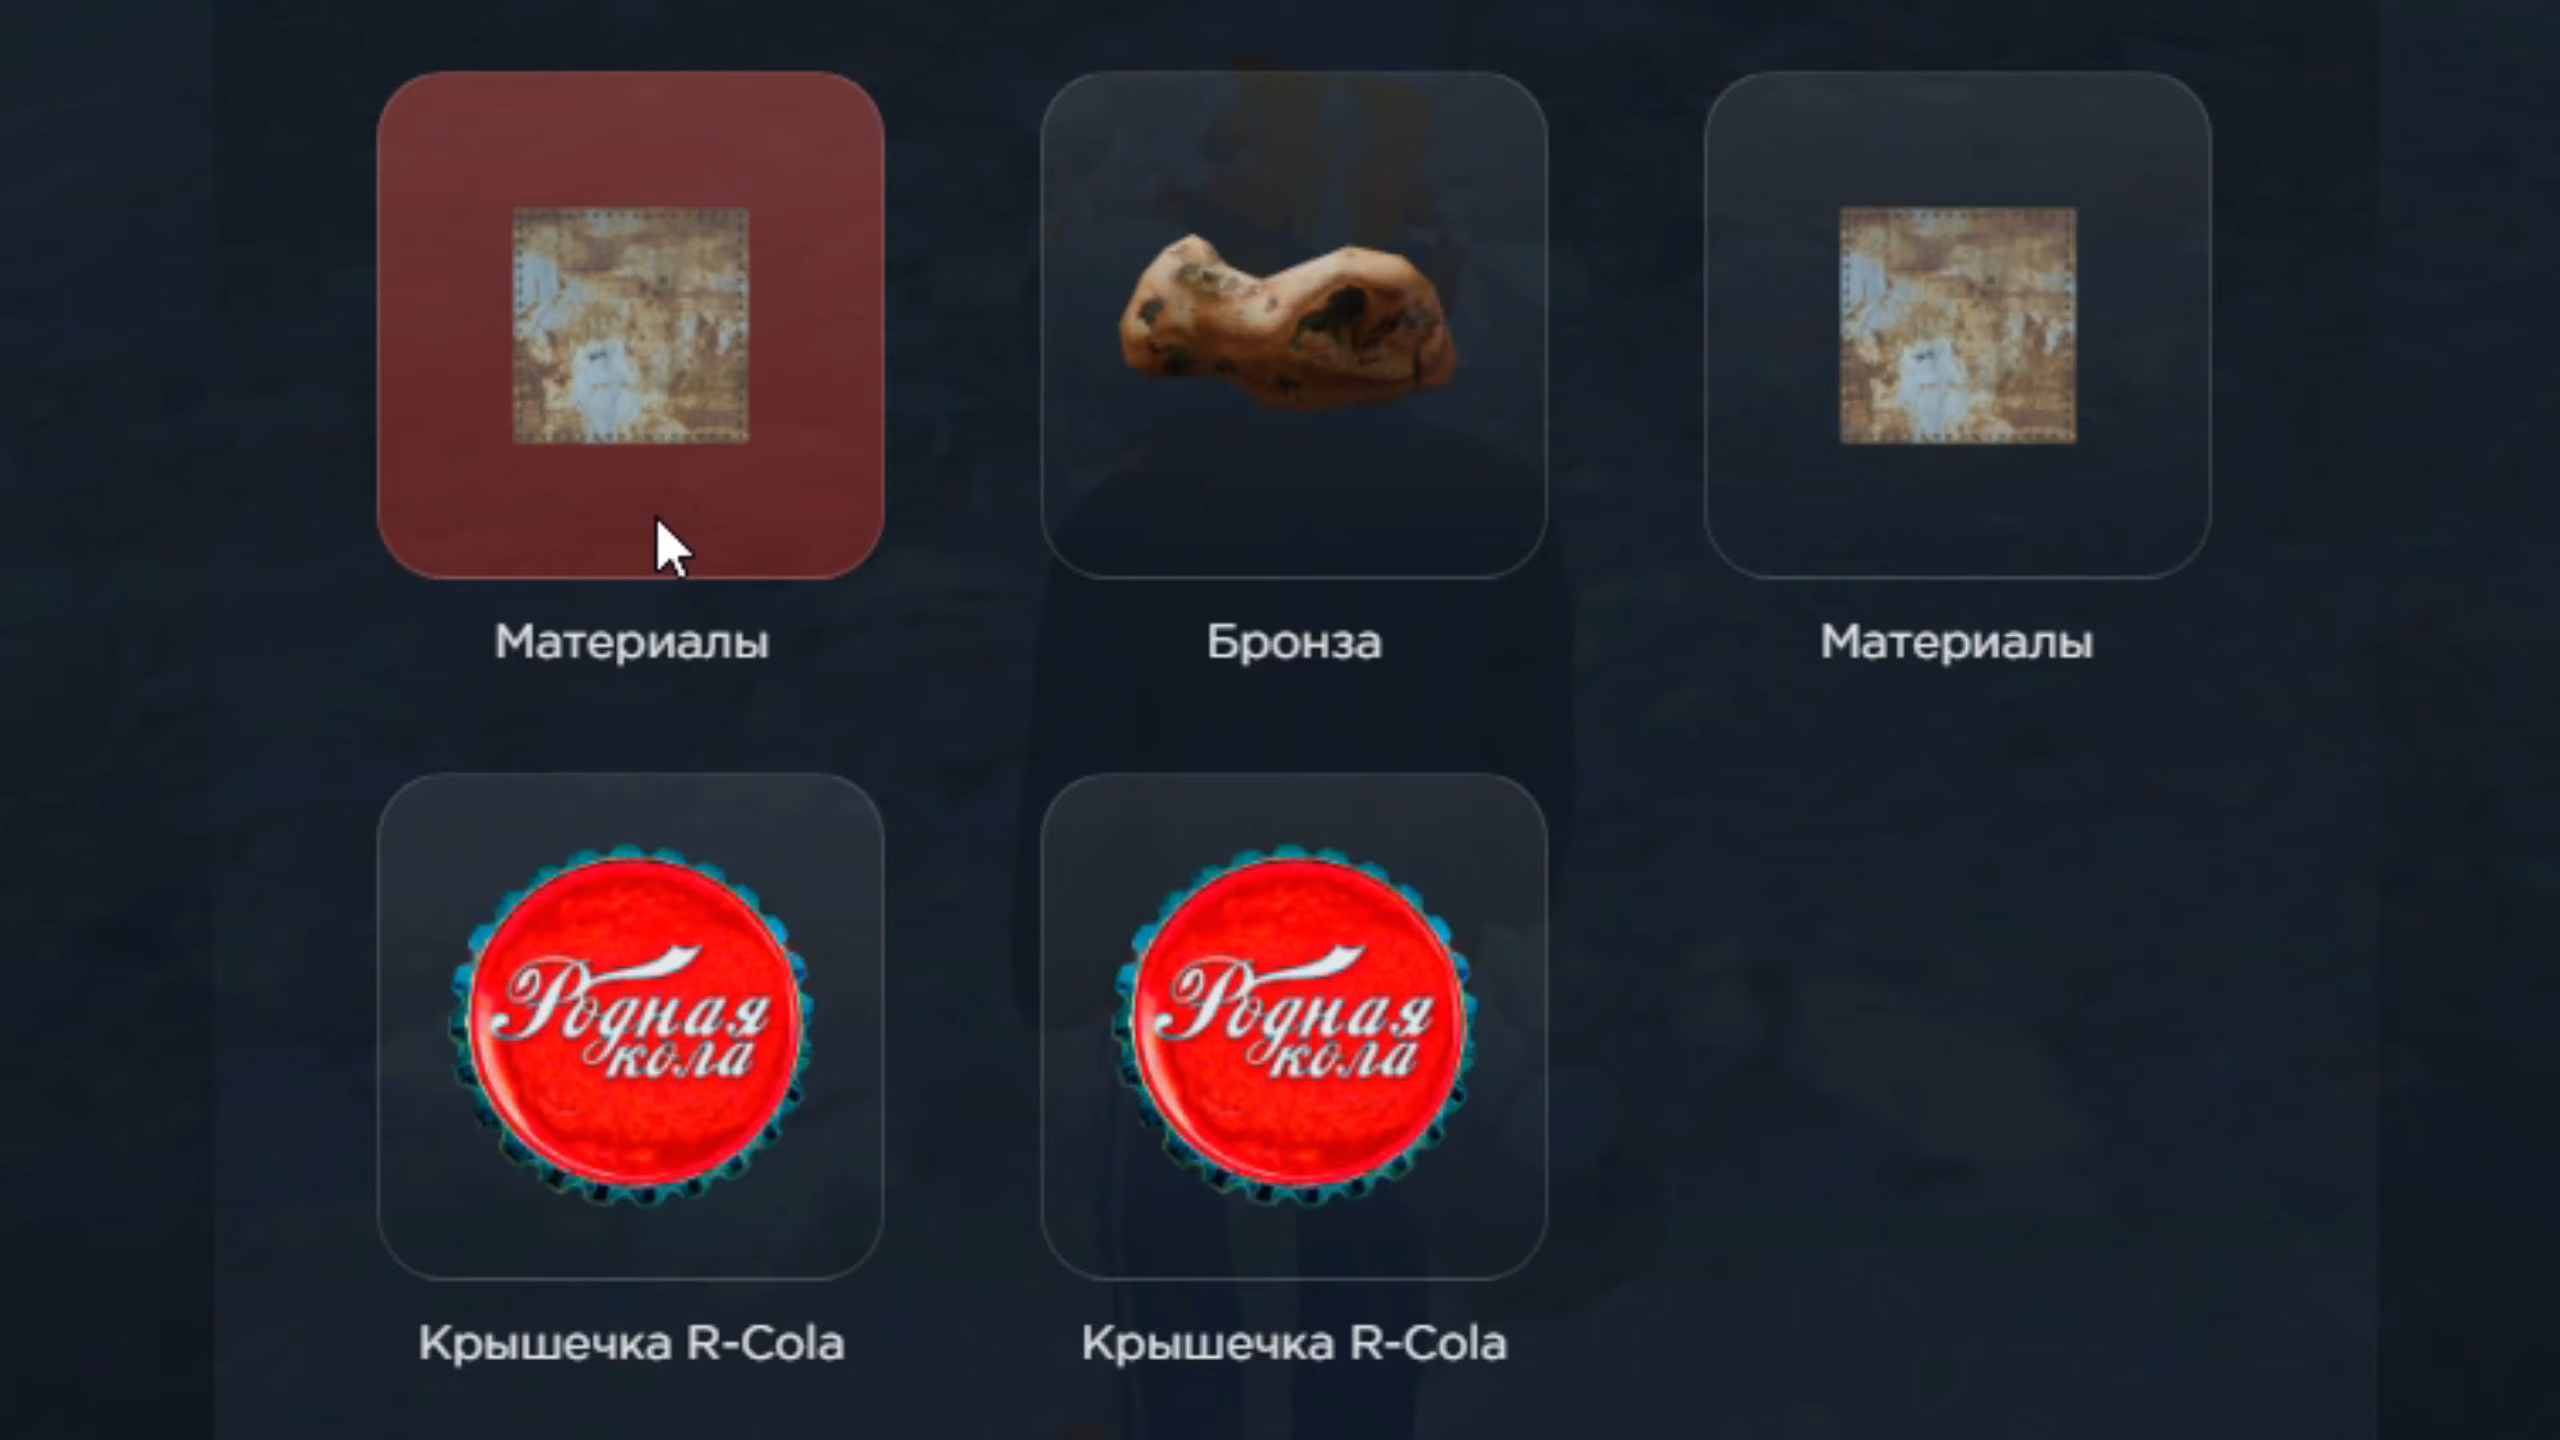 Материалы
Бронза
Материалы
Родная
кола
Родная
кола
Крышечка R-Cola
Крышечка R-Cola